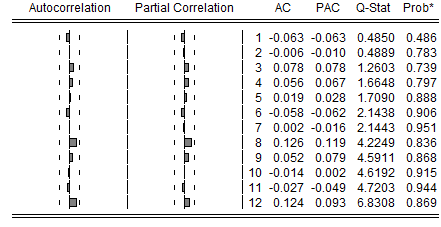 Autocorrelation Partial Correlation AC PAC Q-Stat Prob*
1 -0.063 -0.063 0.4850 0.486
2 -0.006 -0.010 0.4889 0.783
3 0.078 0.078 1.2603 0.739
4 0.056 0.067 1.6648 0.797
5 0.019 0.028 1.7090 0.888
6 -0.058 -0.062 2.1438 0.906
7 0.002 -0.016 2.1443 0.951
8 0.126 0.119 4.2249 0.836
9 0.052 0.079 4.5911 0.868
10 -0.014 0.002 4.6192 0.915
11 -0.027 -0.049 4.7203 0.944
12 0.124 0.093 6.8308 0.869